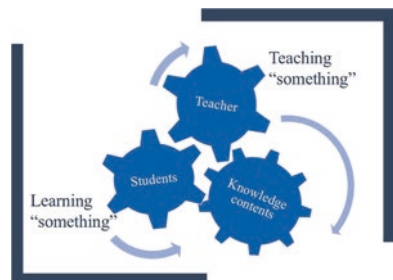 Teaching
“something”
Teacher
Students
Knowledge
contents
Learning
“something”